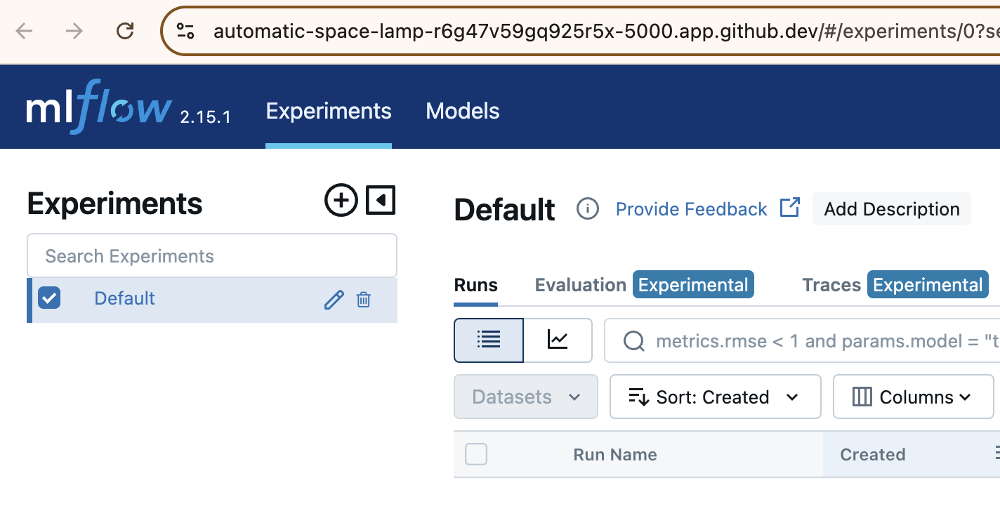 automatic-space-lamp-r6g47v59gq925r5x-5000.app.github.dev/#/experiments/0?se
mlflow 2.15.1 Experiments Models
Experiments
Search Experiments
Default
Default Provide Feedback Add Description
Runs Evaluation Experimental Traces Experimental
metrics.rmse < 1 and params.model = "t
Datasets Sort: Created Columns
Run Name Created